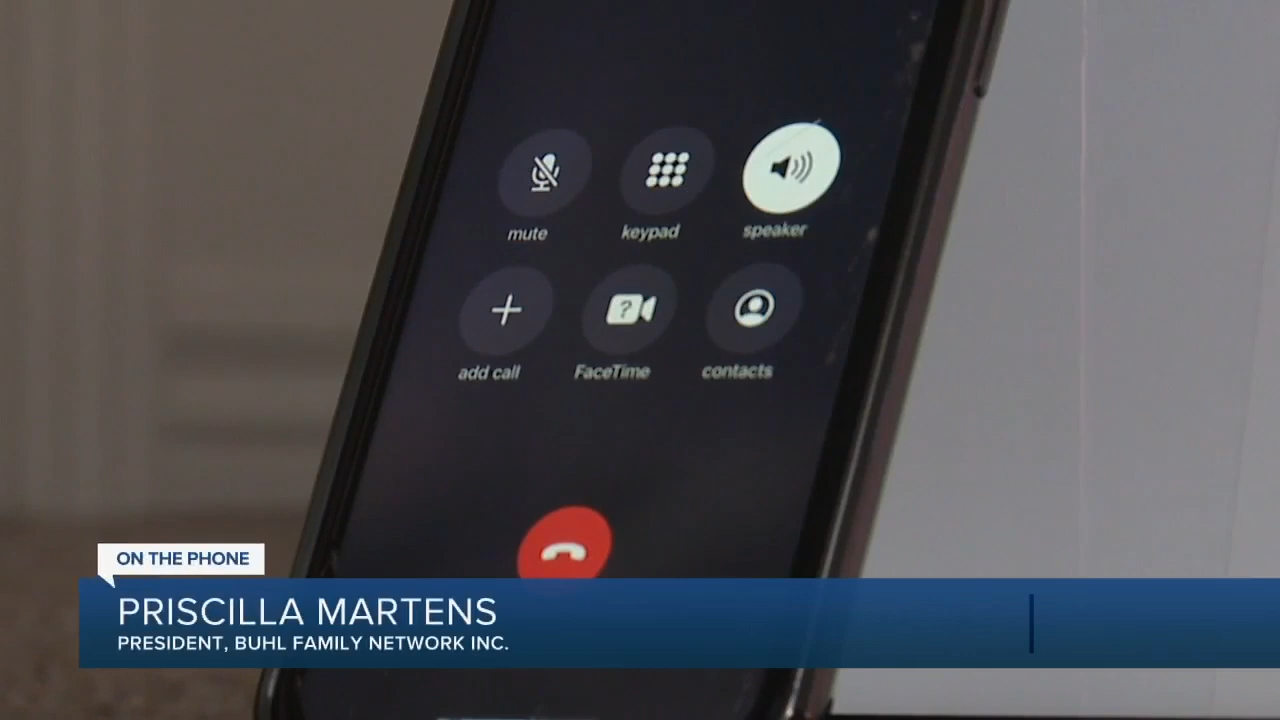 mute keypad speaker
?
add call FaceTime contacts
ON THE PHONE
PRISCILLA MARTENS
PRESIDENT, BUHL FAMILY NETWORK INC.